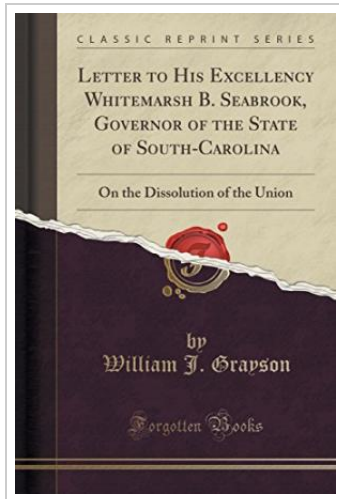 CLASSIC REPRINT SERIES
LETTER TO HIS EXCELLENCY
WHITEMARSH B. SEABROOK,
GOVERNOR OF THE STATE
OF SOUTH-CAROLINA
On the Dissolution of the Union
by
William J. Grayson
Forgotten Books